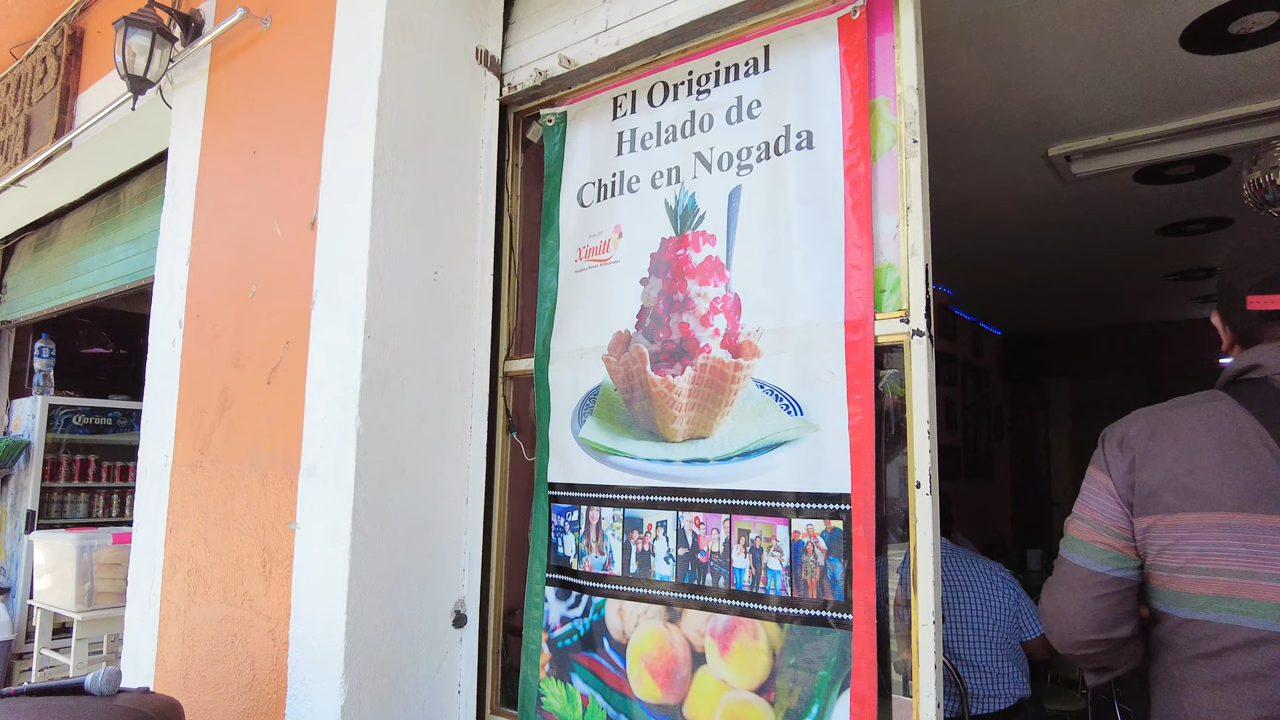 El Original
Helado de
Chile en Nogada
Ximitl
Corona